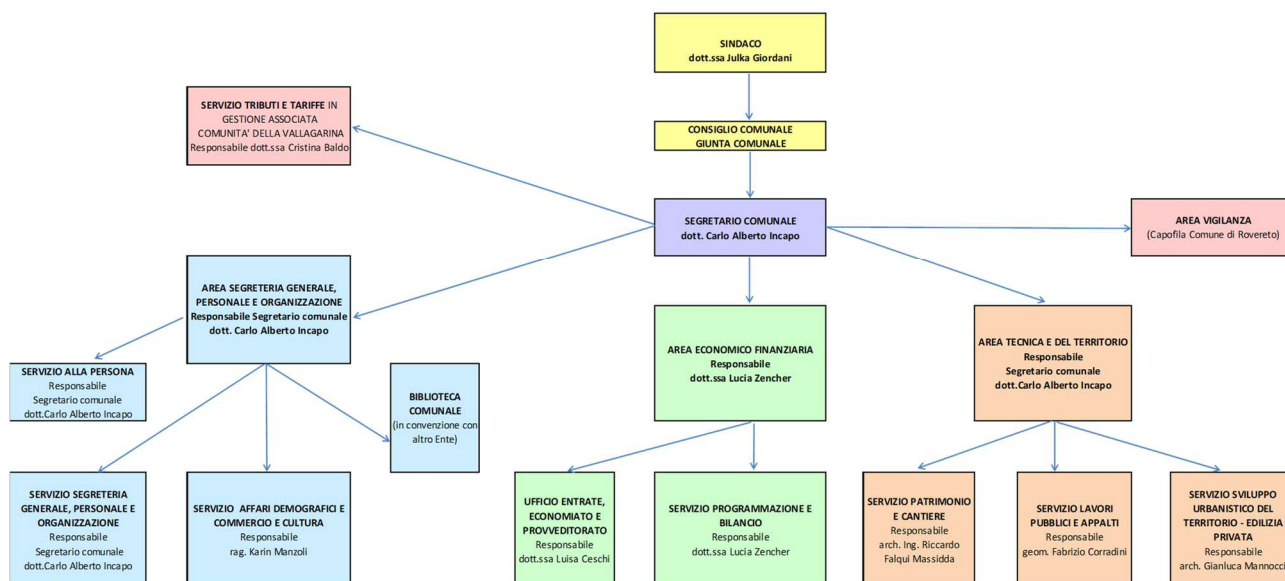 SINDACO
dott.ssa Julka Giordani
SERVIZIO TRIBUTI E TARIFFE IN
GESTIONE ASSOCIATA
COMUNITA' DELLA VALLAGARINA
Responsabile dott.ssa Cristina Baldo
CONSIGLIO COMUNALE
GIUNTA COMUNALE
SEGRETARIO COMUNALE
dott. Carlo Alberto Incapo
AREA VIGILANZA
(Capofila Comune di Rovereto)
AREA SEGRETERIA GENERALE,
PERSONALE E ORGANIZZAZIONE
Responsabile Segretario comunale
dott. Carlo Alberto Incapo
AREA ECONOMICO FINANZIARIA
Responsabile
dott.ssa Lucia Zencher
AREA TECNICA E DEL TERRITORIO
Responsabile
Segretario comunale
dott.Carlo Alberto Incapo
SERVIZIO ALLA PERSONA
Responsabile
Segretario comunale
dott.Carlo Alberto Incapo
BIBLIOTECA
COMUNALE
(in convenzione con
altro Ente)
SERVIZIO SEGRETERIA
GENERALE, PERSONALE E
ORGANIZZAZIONE
Responsabile
Segretario comunale
dott.Carlo Alberto Incapo
SERVIZIO AFFARI DEMOGRAFICI E
COMMERCIO E CULTURA
Responsabile
rag. Karin Manzoli
UFFICIO ENTRATE,
ECONOMIATO E
PROVVEDITORATO
Responsabile
dott.ssa Luisa Ceschi
SERVIZIO PROGRAMMAZIONE E
BILANCIO
Responsabile
dott.ssa Lucia Zencher
SERVIZIO PATRIMONIO
E CANTIERE
Responsabile
arch. Ing. Riccardo
Falqui Massidda
SERVIZIO LAVORI
PUBBLICI E APPALTI
Responsabile
geom. Fabrizio Corradini
SERVIZIO SVILUPPO
URBANISTICO DEL
TERRITORIO - EDILIZIA
PRIVATA
Responsabile
arch. Gianluca Mannocci